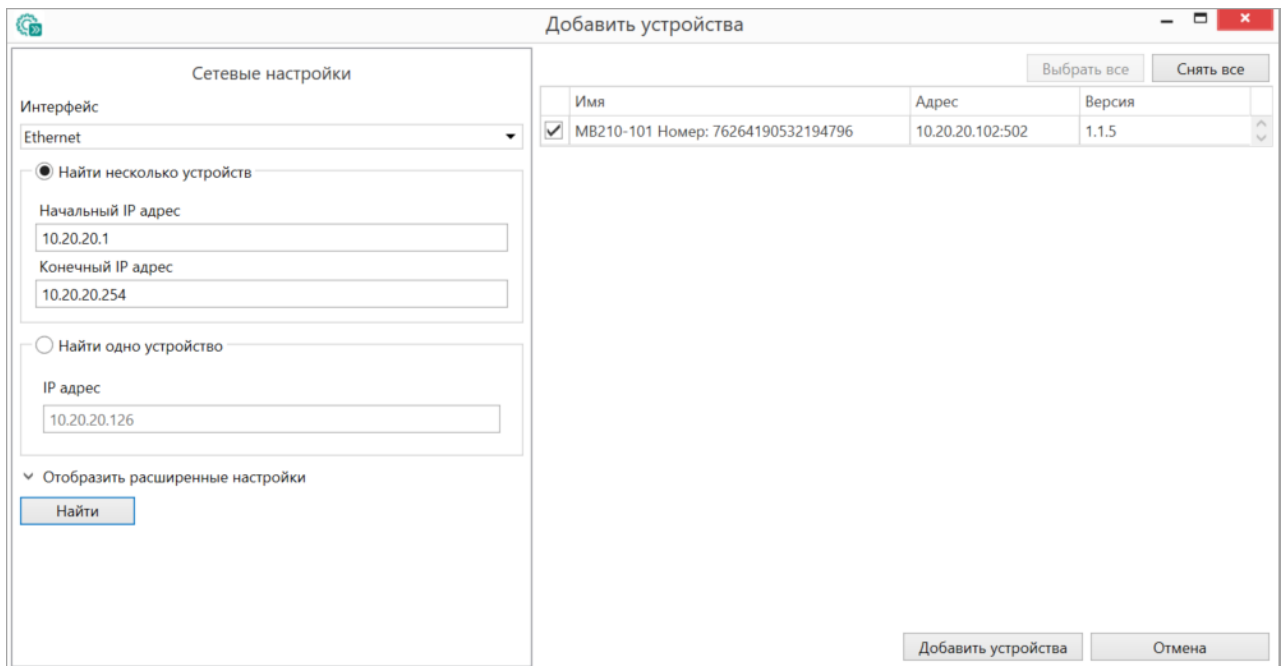 Добавить устройства
Сетевые настройки
Интерфейс
Ethernet
Найти несколько устройств
Начальный IP адрес
10.20.20.1
Конечный IP адрес
10.20.20.254
Найти одно устройство
IP адрес
10.20.20.126
Отобразить расширенные настройки
Найти
Выбрать все Снять все
Имя Адрес Версия
МВ210-101 Номер: 76264190532194796 10.20.20.102:502 1.1.5
Добавить устройства Отмена